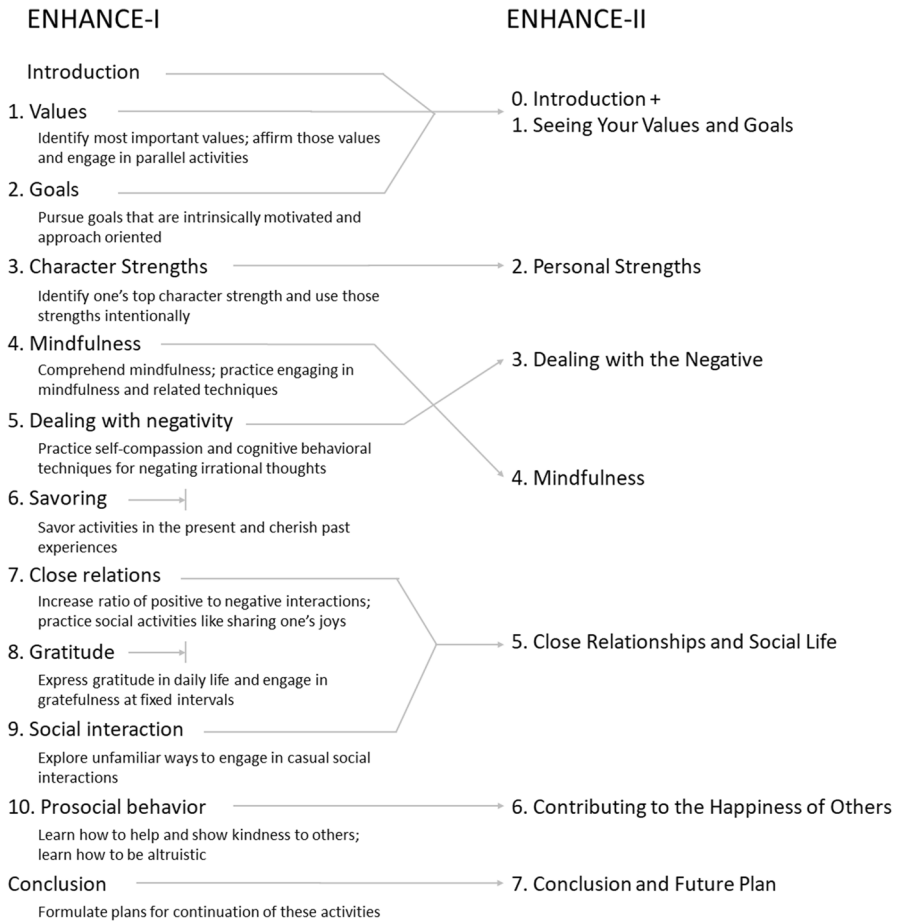 ENHANCE-I
ENHANCE-II
Introduction
1. Values
Identify most important values; affirm those values
and engage in parallel activities
2. Goals
Pursue goals that are intrinsically motivated and
approach oriented
3. Character Strengths
Identify one's top character strength and use those
strengths intentionally
4. Mindfulness
Comprehend mindfulness; practice engaging in
mindfulness and related techniques
5. Dealing with negativity
Practice self-compassion and cognitive behavioral
techniques for negating irrational thoughts
6. Savoring
Savor activities in the present and cherish past
experiences
7. Close relations
Increase ratio of positive to negative interactions;
practice social activities like sharing one's joys
8. Gratitude
Express gratitude in daily life and engage in
gratefulness at fixed intervals
9. Social interaction
Explore unfamiliar ways to engage in casual social
interactions
10. Prosocial behavior
Learn how to help and show kindness to others;
learn how to be altruistic
Conclusion
Formulate plans for continuation of these activities
0. Introduction +
1. Seeing Your Values and Goals
2. Personal Strengths
3. Dealing with the Negative
4. Mindfulness
5. Close Relationships and Social Life
6. Contributing to the Happiness of Others
7. Conclusion and Future Plan